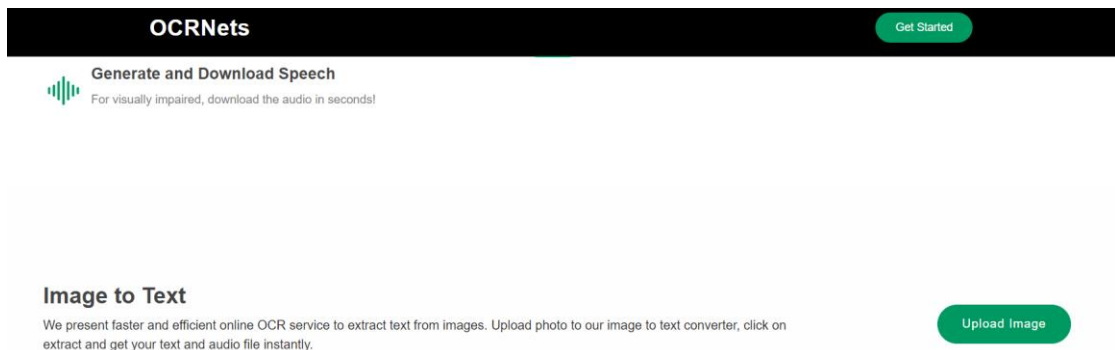 OCRNets
Get Started
Generate and Download Speech
For visually impaired, download the audio in seconds!
Image to Text
We present faster and efficient online OCR service to extract text from images. Upload photo to our image to text converter, click on
extract and get your text and audio file instantly.
Upload Image